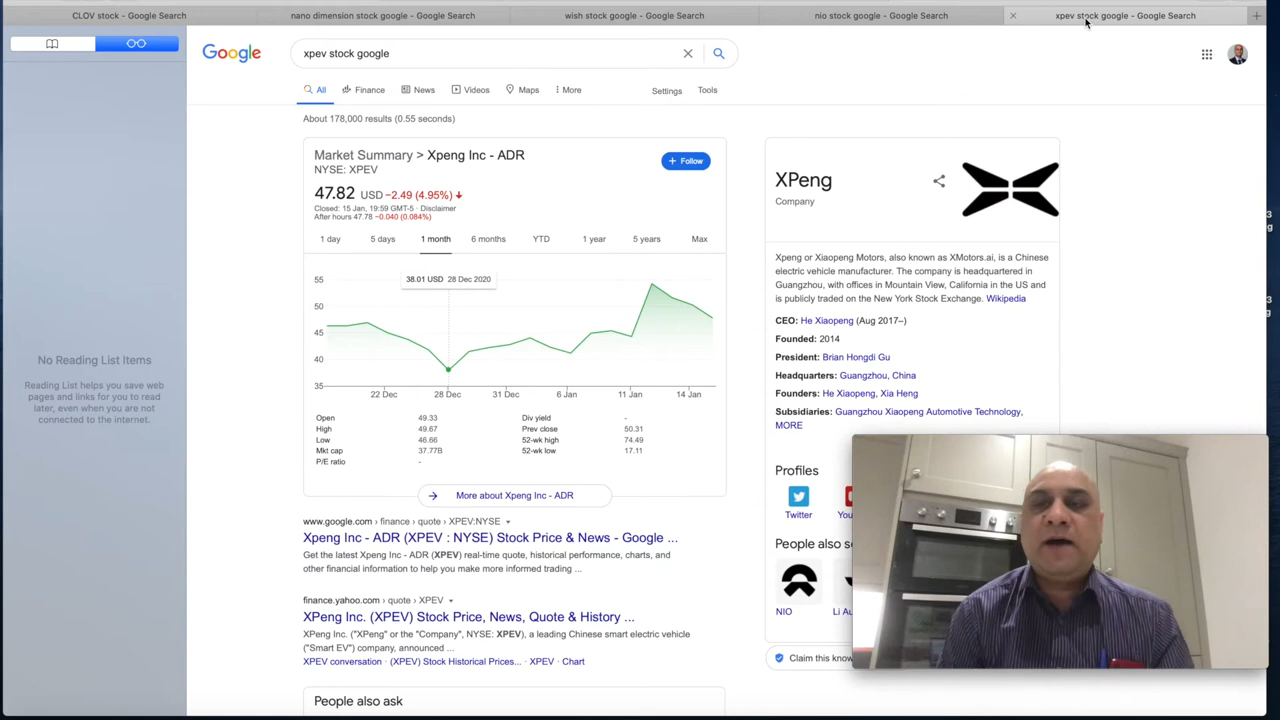 CLOV stock - Google Search
nano dimension stock google - Google Search
wish stock google - Google Search
nio stock google - Google Search
xpev stock google - Google Search
Google
xpev stock google
All
Finance
News
Videos
Maps
More
Settings
Tools
About 178,000 results (0.55 seconds)
Market Summary > Xpeng Inc - ADR
NYSE: XPEV
+ Follow
47.82 USD −2.49 (4.95%) ↓
Closed: 15 Jan, 19:59 GMT-5 · Disclaimer
After hours 47.78 −0.040 (0.084%)
1 day
5 days
1 month
6 months
YTD
1 year
5 years
Max
38.01 USD 28 Dec 2020
55
50
45
40
35
22 Dec
28 Dec
31 Dec
6 Jan
11 Jan
14 Jan
Open 49.33
High 49.67
Low 46.66
Mkt cap 37.77B
P/E ratio -
Div yield -
Prev close 50.31
52-wk high 74.49
52-wk low 17.11
More about Xpeng Inc - ADR
www.google.com › finance › quote › XPEV:NYSE
Xpeng Inc - ADR (XPEV : NYSE) Stock Price & News - Google ...
Get the latest Xpeng Inc - ADR (XPEV) real-time quote, historical performance, charts, and
other financial information to help you make more informed trading ...
finance.yahoo.com › quote › XPEV
XPeng Inc. (XPEV) Stock Price, News, Quote & History ...
XPeng Inc. ("XPeng" or the "Company", NYSE: XPEV), a leading Chinese smart electric vehicle
("Smart EV") company, announced ...
XPEV conversation · (XPEV) Stock Historical Prices... · XPEV · Chart
People also ask
XPeng
Company
Xpeng or Xiaopeng Motors, also known as XMotors.ai, is a Chinese
electric vehicle manufacturer. The company is headquartered in
Guangzhou, with offices in Mountain View, California in the US and
is publicly traded on the New York Stock Exchange. Wikipedia
CEO: He Xiaopeng (Aug 2017–)
Founded: 2014
President: Brian Hongdi Gu
Headquarters: Guangzhou, China
Founders: He Xiaopeng, Xia Heng
Subsidiaries: Guangzhou Xiaopeng Automotive Technology,
MORE
Profiles
Twitter
You
People also se
NIO
Li Au
Claim this know
No Reading List Items
Reading List helps you save web
pages and links for you to read
later, even when you are not
connected to the internet.
3
g
3
g